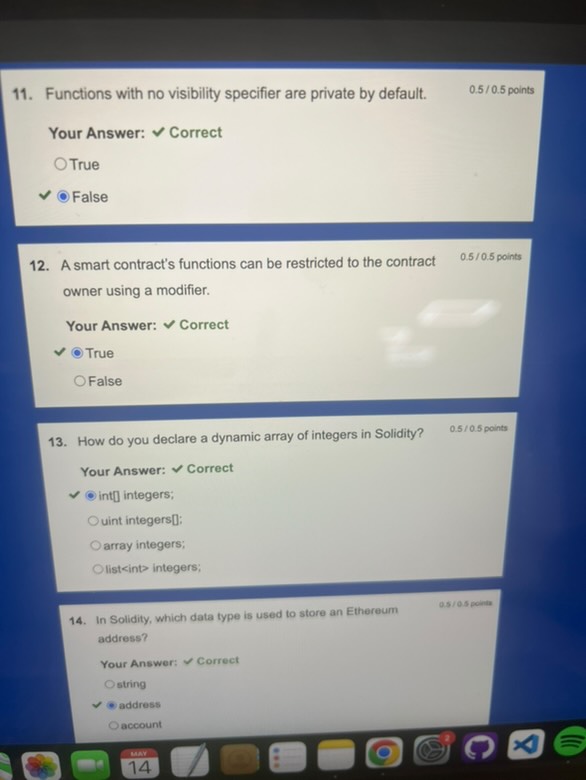 11. Functions with no visibility specifier are private by default.
0.5 / 0.5 points
Your Answer: ✔ Correct
True
✔ False
12. A smart contract's functions can be restricted to the contract
owner using a modifier.
0.5 / 0.5 points
Your Answer: ✔ Correct
✔ True
False
13. How do you declare a dynamic array of integers in Solidity?
0.5 / 0.5 points
Your Answer: ✔ Correct
✔ int[] integers;
uint integers[];
array integers;
list<int> integers;
14. In Solidity, which data type is used to store an Ethereum
address?
0.5 / 0.5 points
Your Answer: ✔ Correct
string
✔ address
account
MAY
14
2